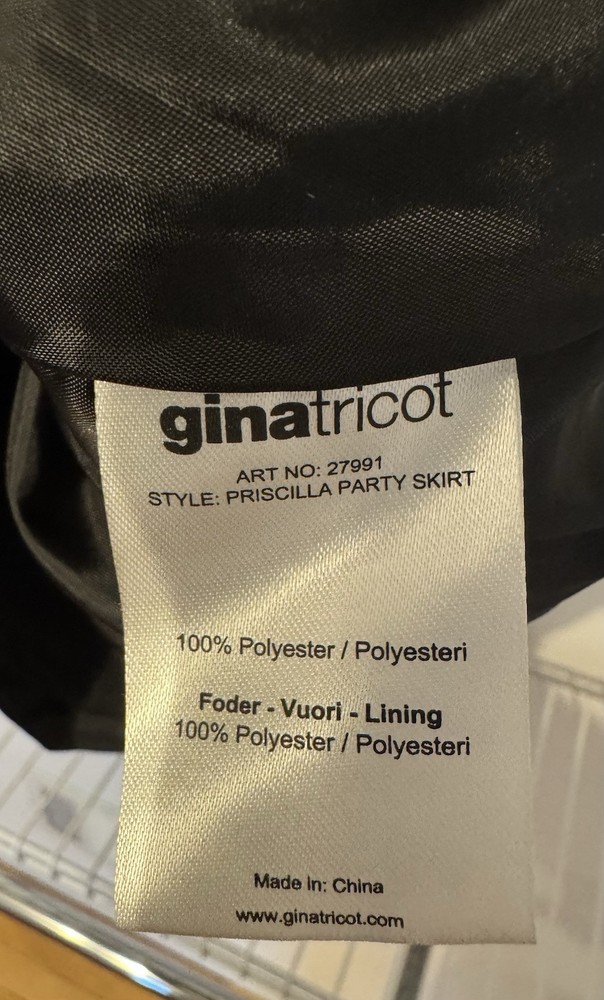 ginatricot
ART NO: 27991
STYLE: PRISCILLA PARTY SKIRT
100% Polyester / Polyesteri
Foder - Vuori - Lining
100% Polyester / Polyesteri
Made In: China
www.ginatricot.com